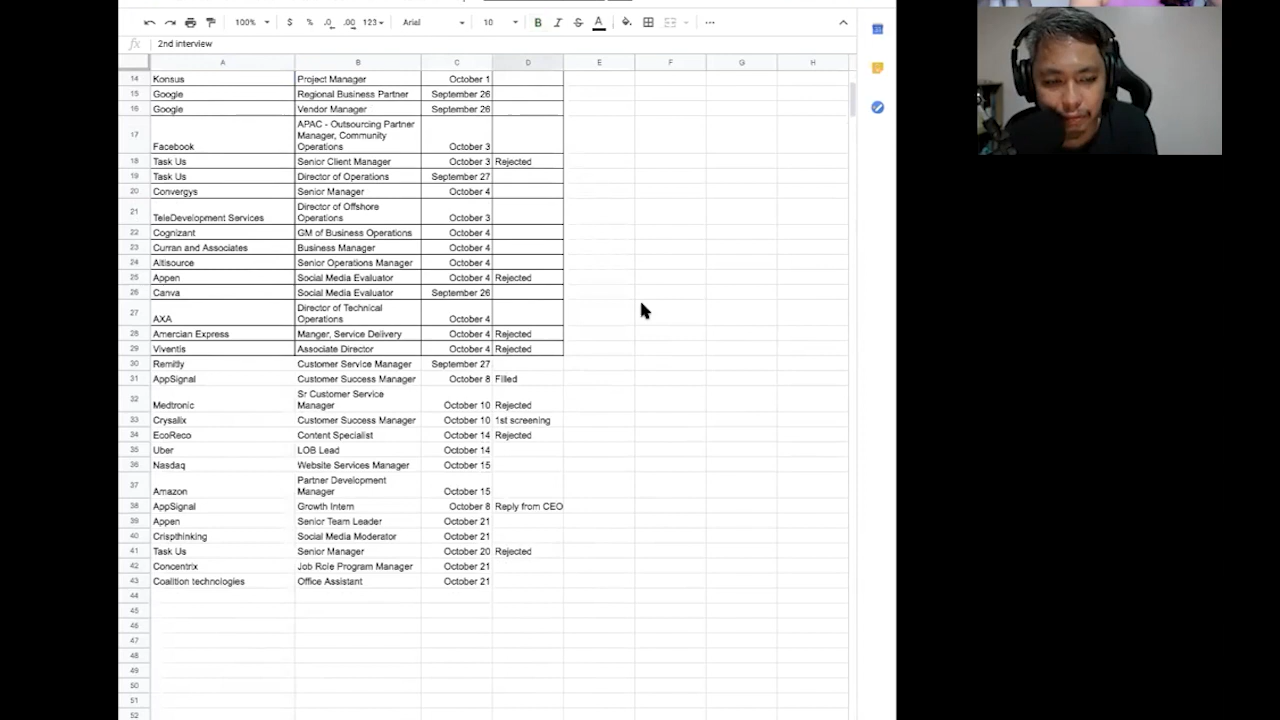 100% $ % .0 .00 123 Arial 10 B I S A
fx 2nd interview
A B C D E F G H
14 Konsus Project Manager October 1
15 Google Regional Business Partner September 26
16 Google Vendor Manager September 26
APAC - Outsourcing Partner
17 Manager, Community
Facebook Operations October 3
18 Task Us Senior Client Manager October 3 Rejected
19 Task Us Director of Operations September 27
20 Convergys Senior Manager October 4
Director of Offshore
21 TeleDevelopment Services Operations October 3
22 Cognizant GM of Business Operations October 4
23 Curran and Associates Business Manager October 4
24 Altisource Senior Operations Manager October 4
25 Appen Social Media Evaluator October 4 Rejected
26 Canva Social Media Evaluator September 26
Director of Technical
27 AXA Operations October 4
28 Amercian Express Manger, Service Delivery October 4 Rejected
29 Viventis Associate Director October 4 Rejected
30 Remitly Customer Service Manager September 27
31 AppSignal Customer Success Manager October 8 Filled
Sr Customer Service
32 Medtronic Manager October 10 Rejected
33 Crysalix Customer Success Manager October 10 1st screening
34 EcoReco Content Specialist October 14 Rejected
35 Uber LOB Lead October 14
36 Nasdaq Website Services Manager October 15
Partner Development
37 Amazon Manager October 15
38 AppSignal Growth Intern October 8 Reply from CEO
39 Appen Senior Team Leader October 21
40 Crispthinking Social Media Moderator October 21
41 Task Us Senior Manager October 20 Rejected
42 Concentrix Job Role Program Manager October 21
43 Coalition technologies Office Assistant October 21
44
45
46
47
48
49
50
51
52